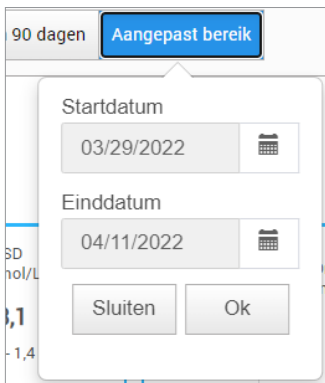 90 dagen
Aangepast bereik
Startdatum
03/29/2022
Einddatum
04/11/2022
SD
mol/L
3,1
Sluiten
Ok
- 1,4